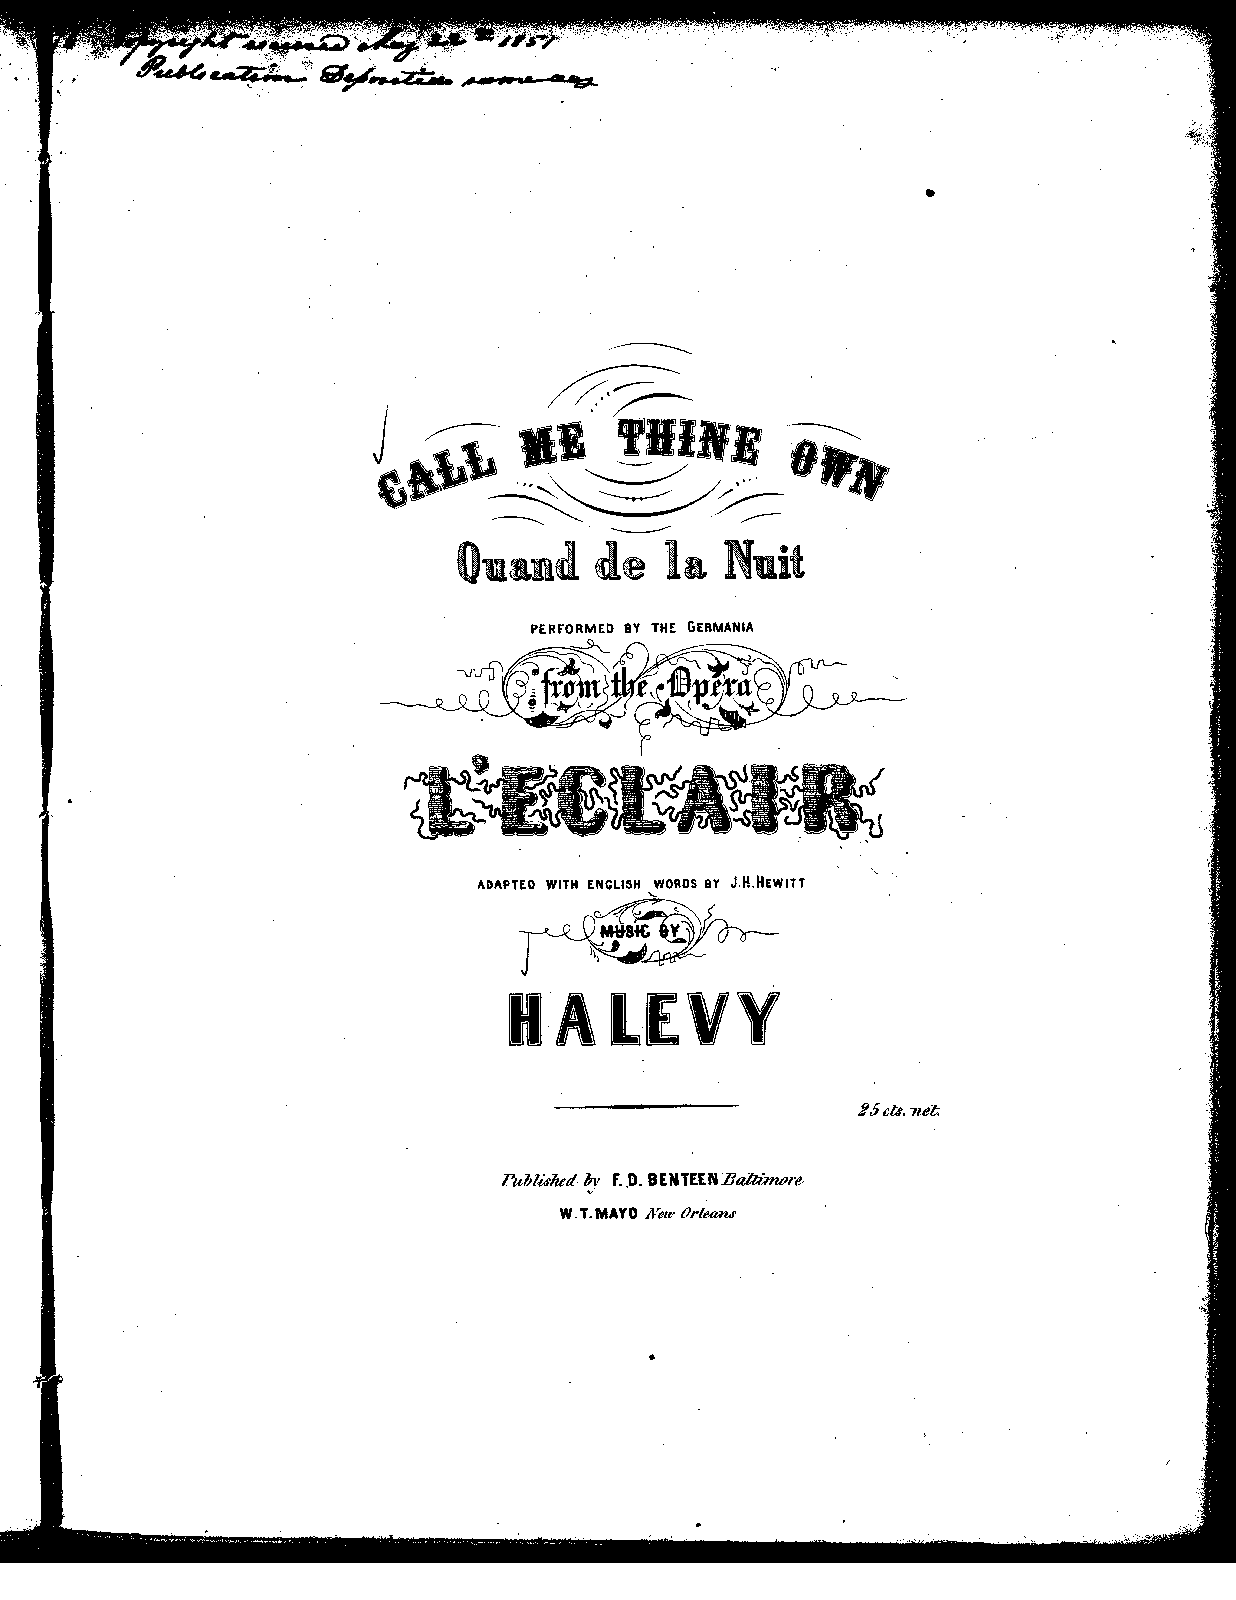 Copyright secured May 22nd 1851
Publication Deposited same day
CALL ME THINE OWN
Quand de la Nuit
PERFORMED BY THE GERMANIA
from the Opera
L'ECLAIR
ADAPTED WITH ENGLISH WORDS BY J.H.HEWITT
MUSIC BY
HALEVY
25 cts. net.
Published by F. D. BENTEEN Baltimore
W. T. MAYO New Orleans